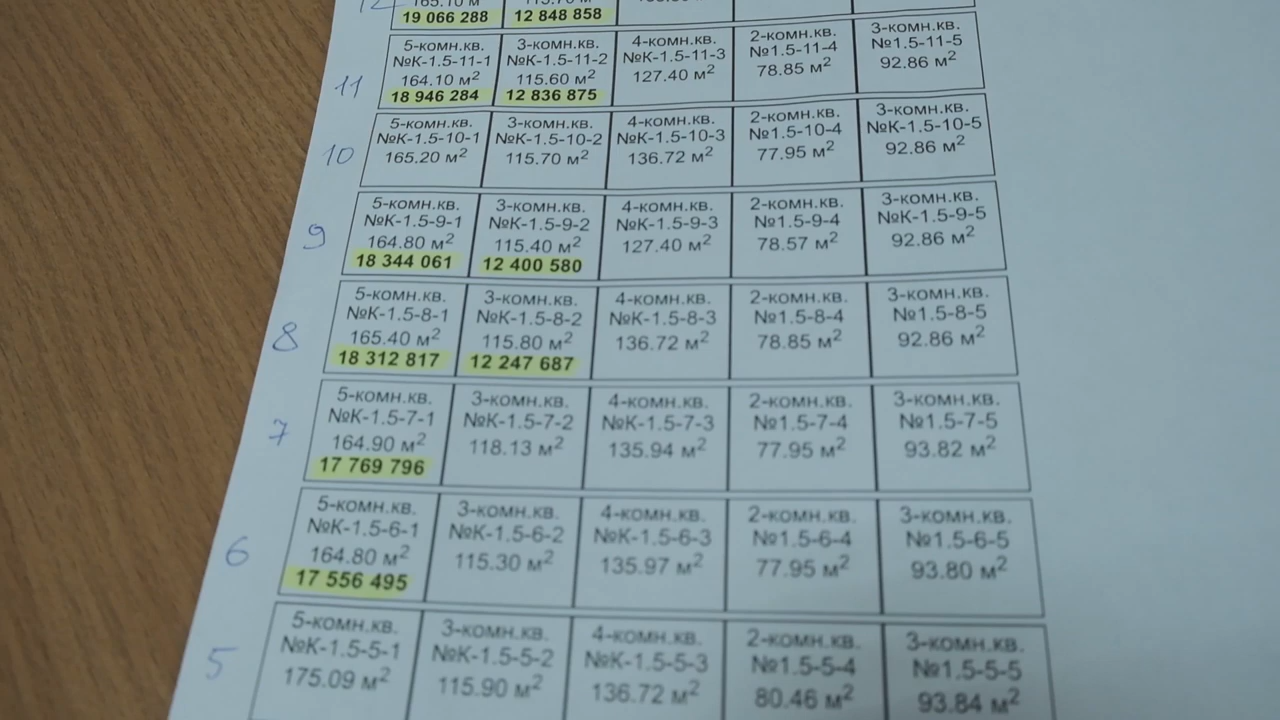 12
19 066 288
12 848 858
11
5-комн.кв.
№К-1.5-11-1
164.10 м²
18 946 284
3-комн.кв.
№К-1.5-11-2
115.60 м²
12 836 875
4-комн.кв.
№К-1.5-11-3
127.40 м²
2-комн.кв.
№1.5-11-4
78.85 м²
3-комн.кв.
№1.5-11-5
92.86 м²
10
5-комн.кв.
№К-1.5-10-1
165.20 м²
3-комн.кв.
№К-1.5-10-2
115.70 м²
4-комн.кв.
№К-1.5-10-3
136.72 м²
2-комн.кв.
№1.5-10-4
77.95 м²
3-комн.кв.
№К-1.5-10-5
92.86 м²
9
5-комн.кв.
№К-1.5-9-1
164.80 м²
18 344 061
3-комн.кв.
№К-1.5-9-2
115.40 м²
12 400 580
4-комн.кв.
№К-1.5-9-3
127.40 м²
2-комн.кв.
№1.5-9-4
78.57 м²
3-комн.кв.
№К-1.5-9-5
92.86 м²
8
5-комн.кв.
№К-1.5-8-1
165.40 м²
18 312 817
3-комн.кв.
№К-1.5-8-2
115.80 м²
12 247 687
4-комн.кв.
№К-1.5-8-3
136.72 м²
2-комн.кв.
№1.5-8-4
78.85 м²
3-комн.кв.
№1.5-8-5
92.86 м²
7
5-комн.кв.
№К-1.5-7-1
164.90 м²
17 769 796
3-комн.кв.
№К-1.5-7-2
118.13 м²
4-комн.кв.
№К-1.5-7-3
135.94 м²
2-комн.кв.
№1.5-7-4
77.95 м²
3-комн.кв.
№1.5-7-5
93.82 м²
6
5-комн.кв.
№К-1.5-6-1
164.80 м²
17 556 495
3-комн.кв.
№К-1.5-6-2
115.30 м²
4-комн.кв.
№К-1.5-6-3
135.97 м²
2-комн.кв.
№1.5-6-4
77.95 м²
3-комн.кв.
№1.5-6-5
93.80 м²
5
5-комн.кв.
№К-1.5-5-1
175.09 м²
3-комн.кв.
№К-1.5-5-2
115.90 м²
4-комн.кв.
№К-1.5-5-3
136.72 м²
2-комн.кв.
№1.5-5-4
80.46 м²
3-комн.кв.
№1.5-5-5
93.84 м²